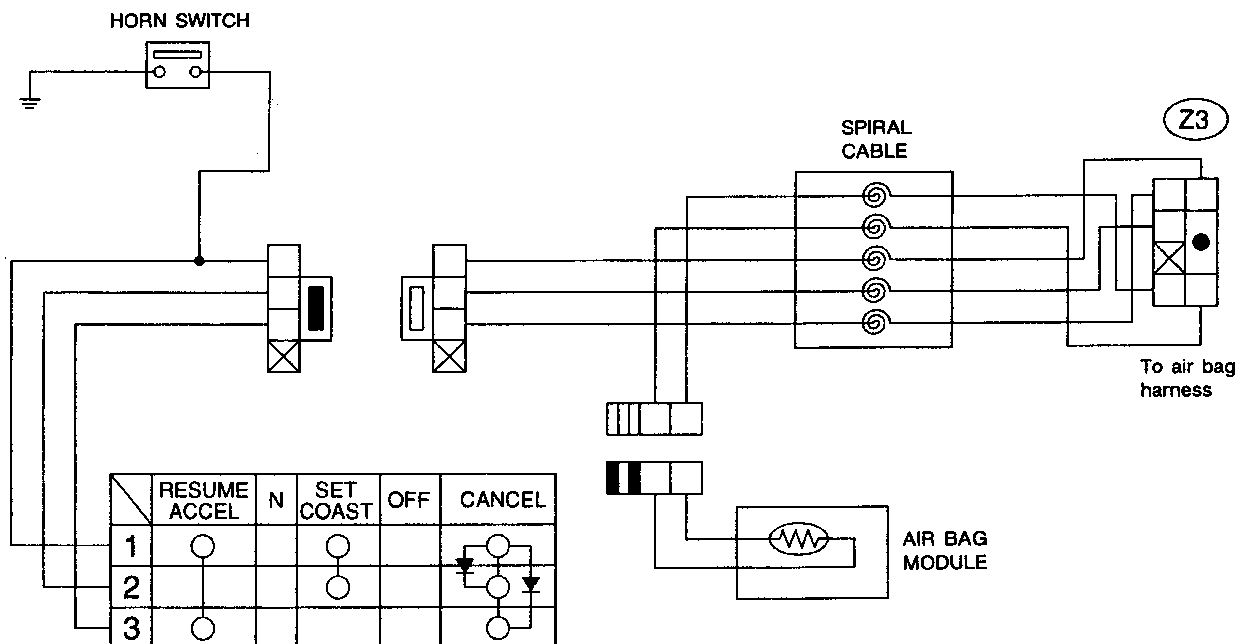 HORN SWITCH
SPIRAL
CABLE
Z3
To air bag
harness
RESUME
ACCEL
N
SET
COAST
OFF
CANCEL
1
2
3
AIR BAG
MODULE